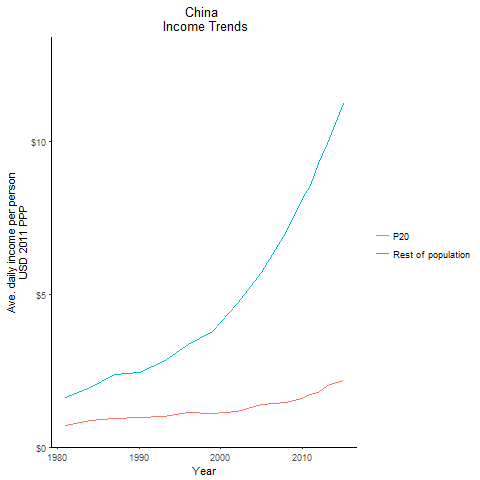 China
Income Trends
Ave. daily income per person
USD 2011 PPP
$10
$5
$0
1980
1990
2000
2010
Year
P20
Rest of population